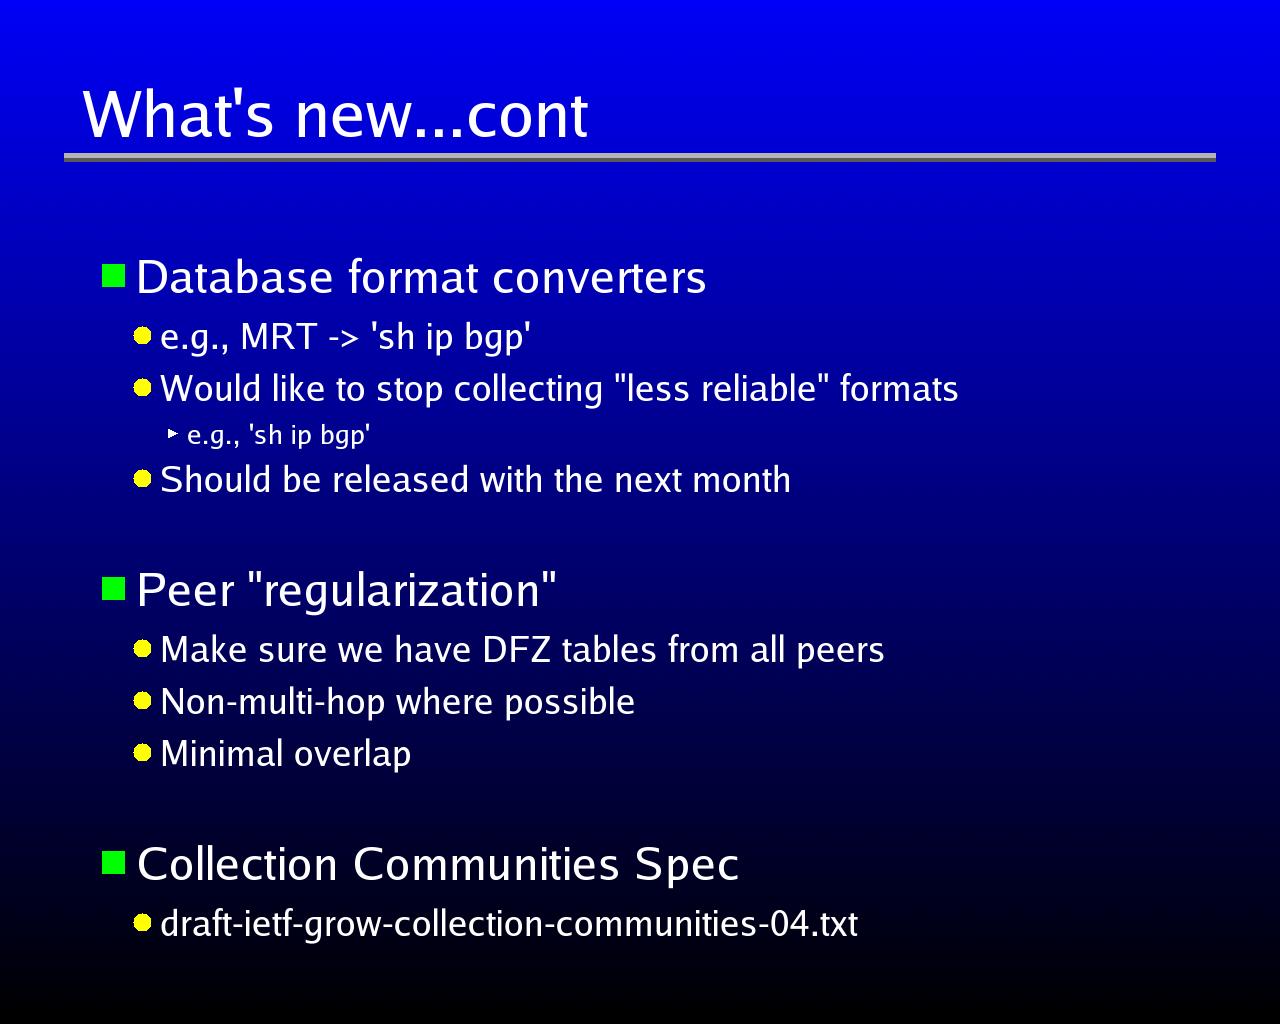 What's new...cont
Database format converters
e.g., MRT -> 'sh ip bgp'
Would like to stop collecting "less reliable" formats
e.g., 'sh ip bgp'
Should be released with the next month
Peer "regularization"
Make sure we have DFZ tables from all peers
Non-multi-hop where possible
Minimal overlap
Collection Communities Spec
draft-ietf-grow-collection-communities-04.txt